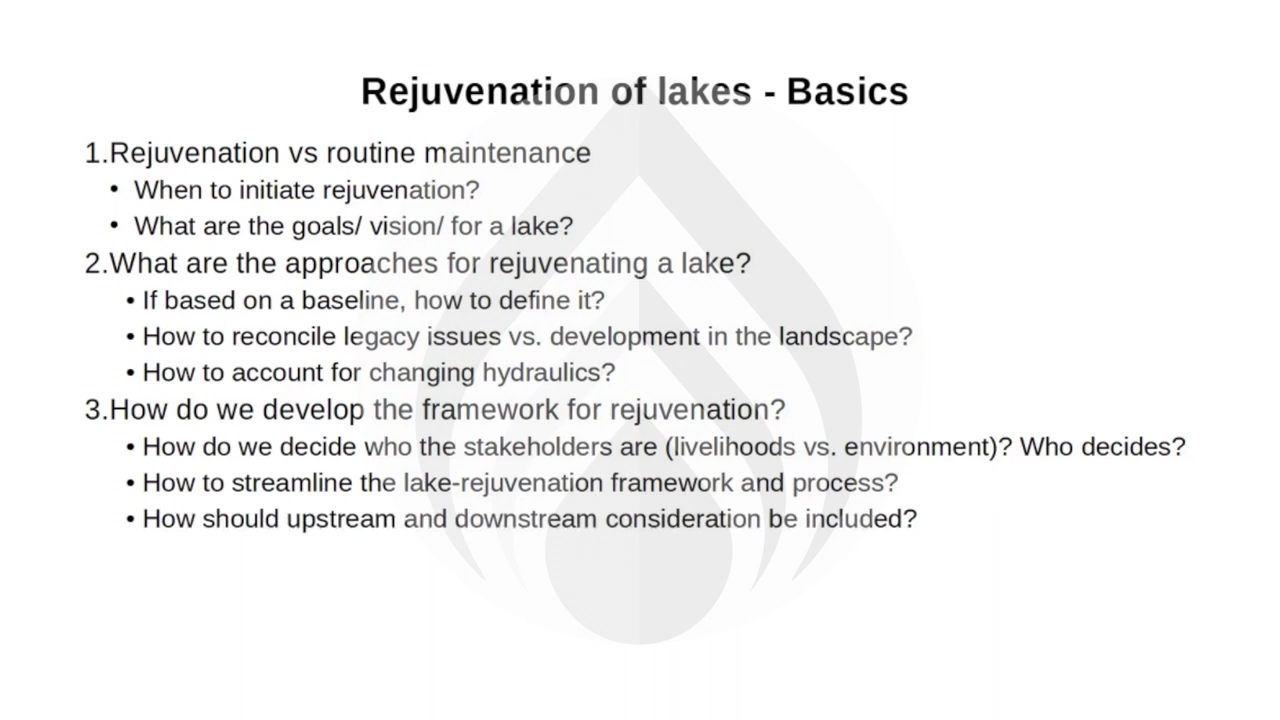 Rejuvenation of lakes - Basics
1.Rejuvenation vs routine maintenance
• When to initiate rejuvenation?
• What are the goals/ vision/ for a lake?
2.What are the approaches for rejuvenating a lake?
• If based on a baseline, how to define it?
• How to reconcile legacy issues vs. development in the landscape?
• How to account for changing hydraulics?
3.How do we develop the framework for rejuvenation?
• How do we decide who the stakeholders are (livelihoods vs. environment)? Who decides?
• How to streamline the lake-rejuvenation framework and process?
• How should upstream and downstream consideration be included?